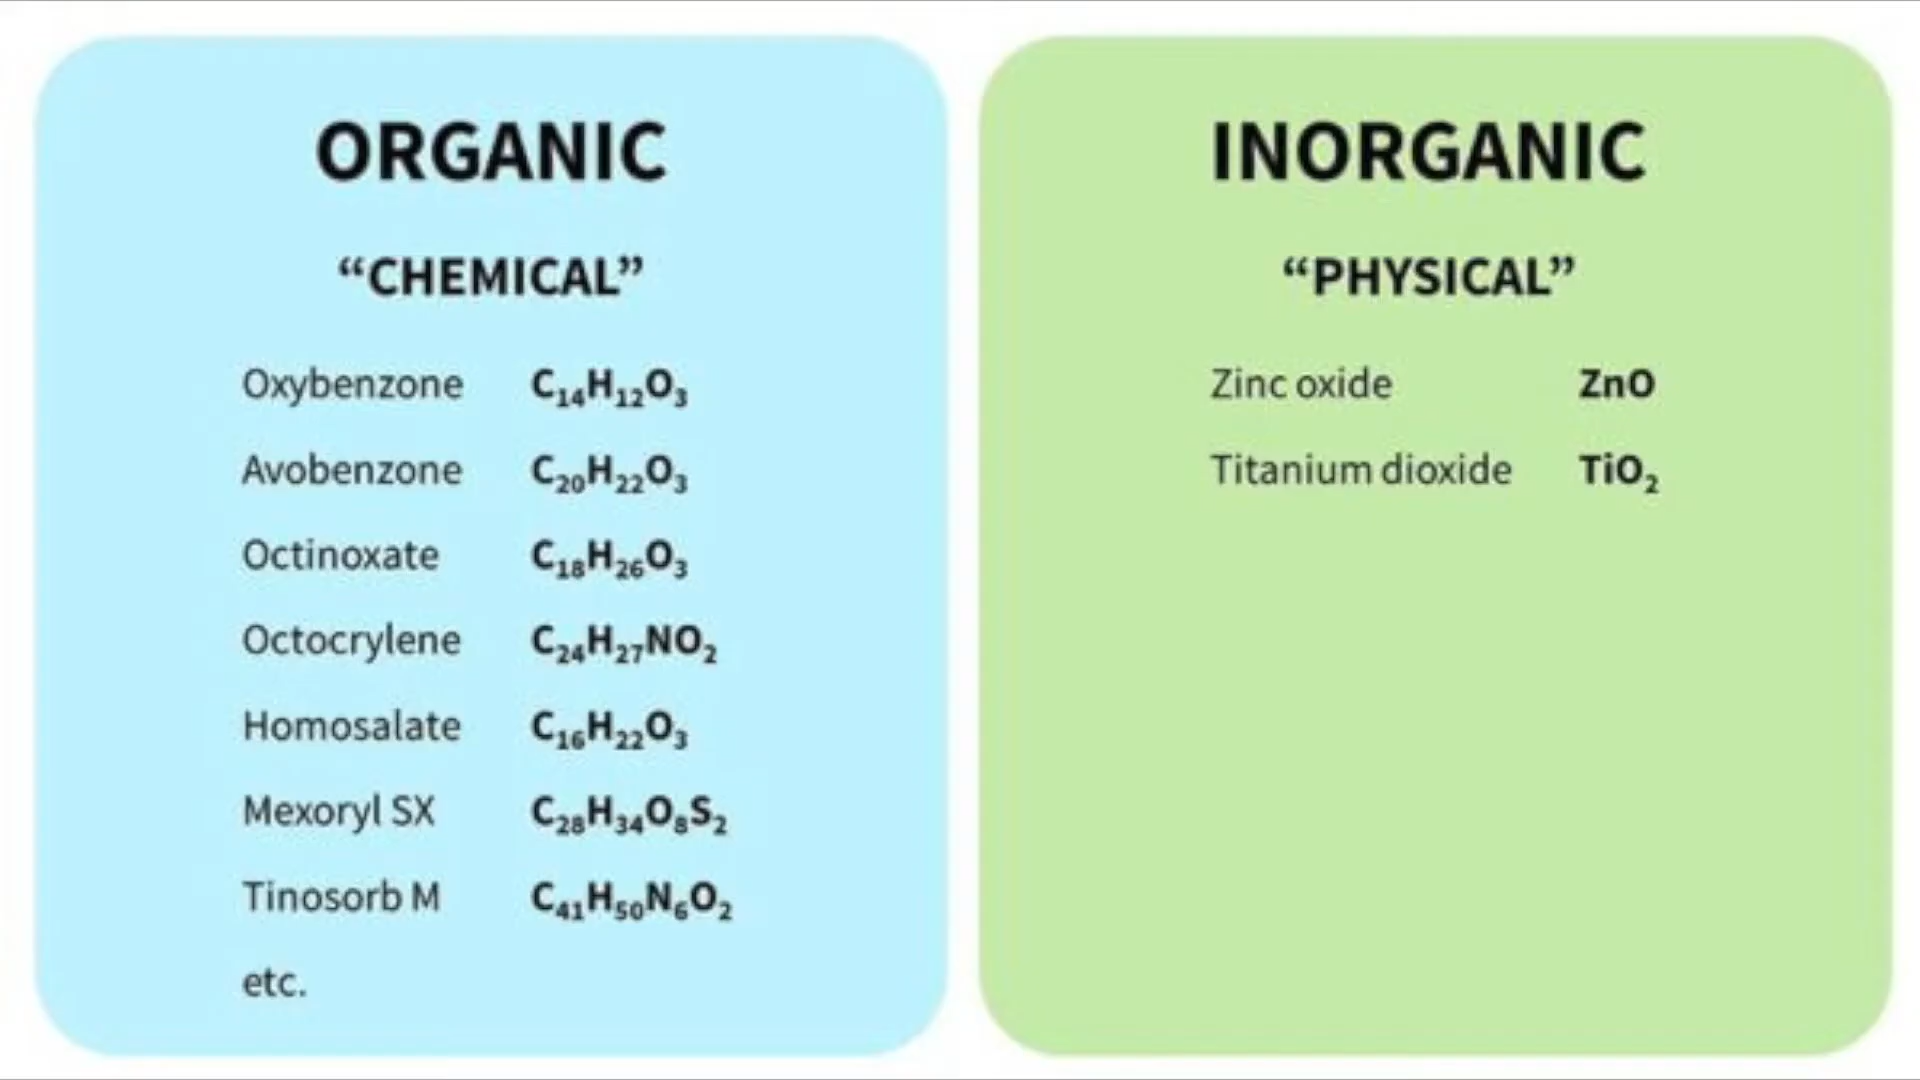 ORGANIC
“CHEMICAL”
Oxybenzone C₁₄H₁₂O₃
Avobenzone C₂₀H₂₂O₃
Octinoxate C₁₈H₂₆O₃
Octocrylene C₂₄H₂₇NO₂
Homosalate C₁₆H₂₂O₃
Mexoryl SX C₂₈H₃₄O₈S₂
Tinosorb M C₄₁H₅₀N₆O₂
etc.
INORGANIC
“PHYSICAL”
Zinc oxide ZnO
Titanium dioxide TiO₂